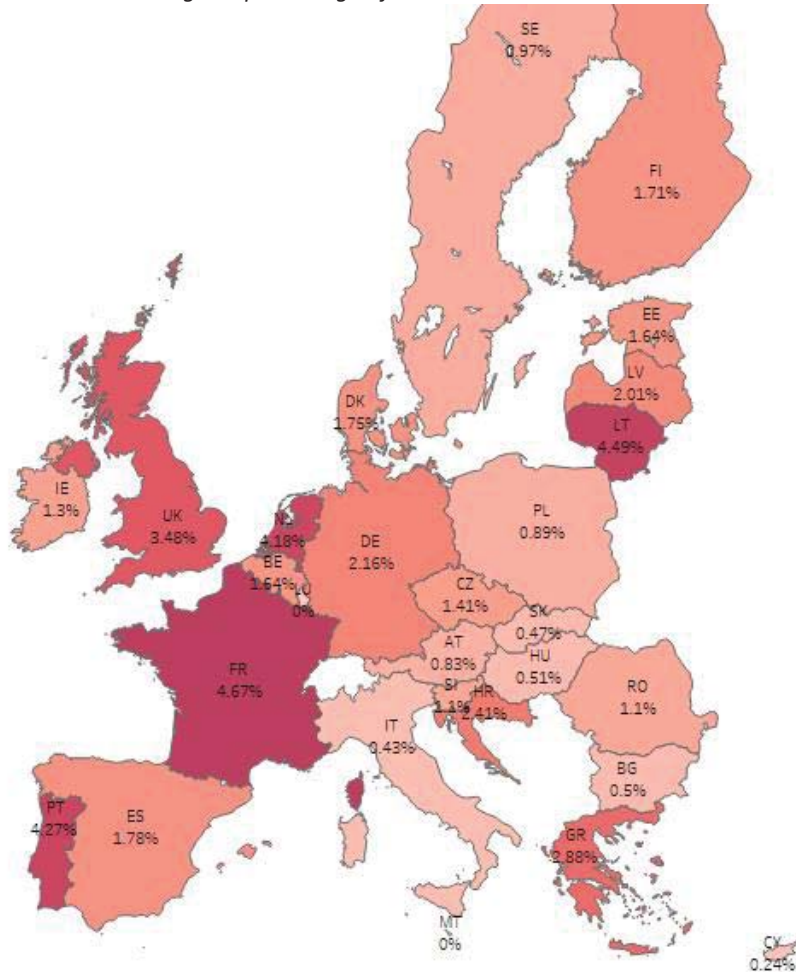 SE
0.97%
FI
1.71%
EE
1.64%
LV
2.01%
DK
1.75%
LT
4.49%
IE
1.3%
UK
3.48%
NL
4.18%
PL
0.89%
DE
2.16%
BE
1.64%
LU
0%
CZ
1.41%
SK
0.47%
AT
0.83%
HU
0.51%
FR
4.67%
SI
1.1%
HR
2.41%
RO
1.1%
IT
0.43%
BG
0.5%
PT
4.27%
ES
1.78%
GR
2.88%
MT
0%
CY
0.24%